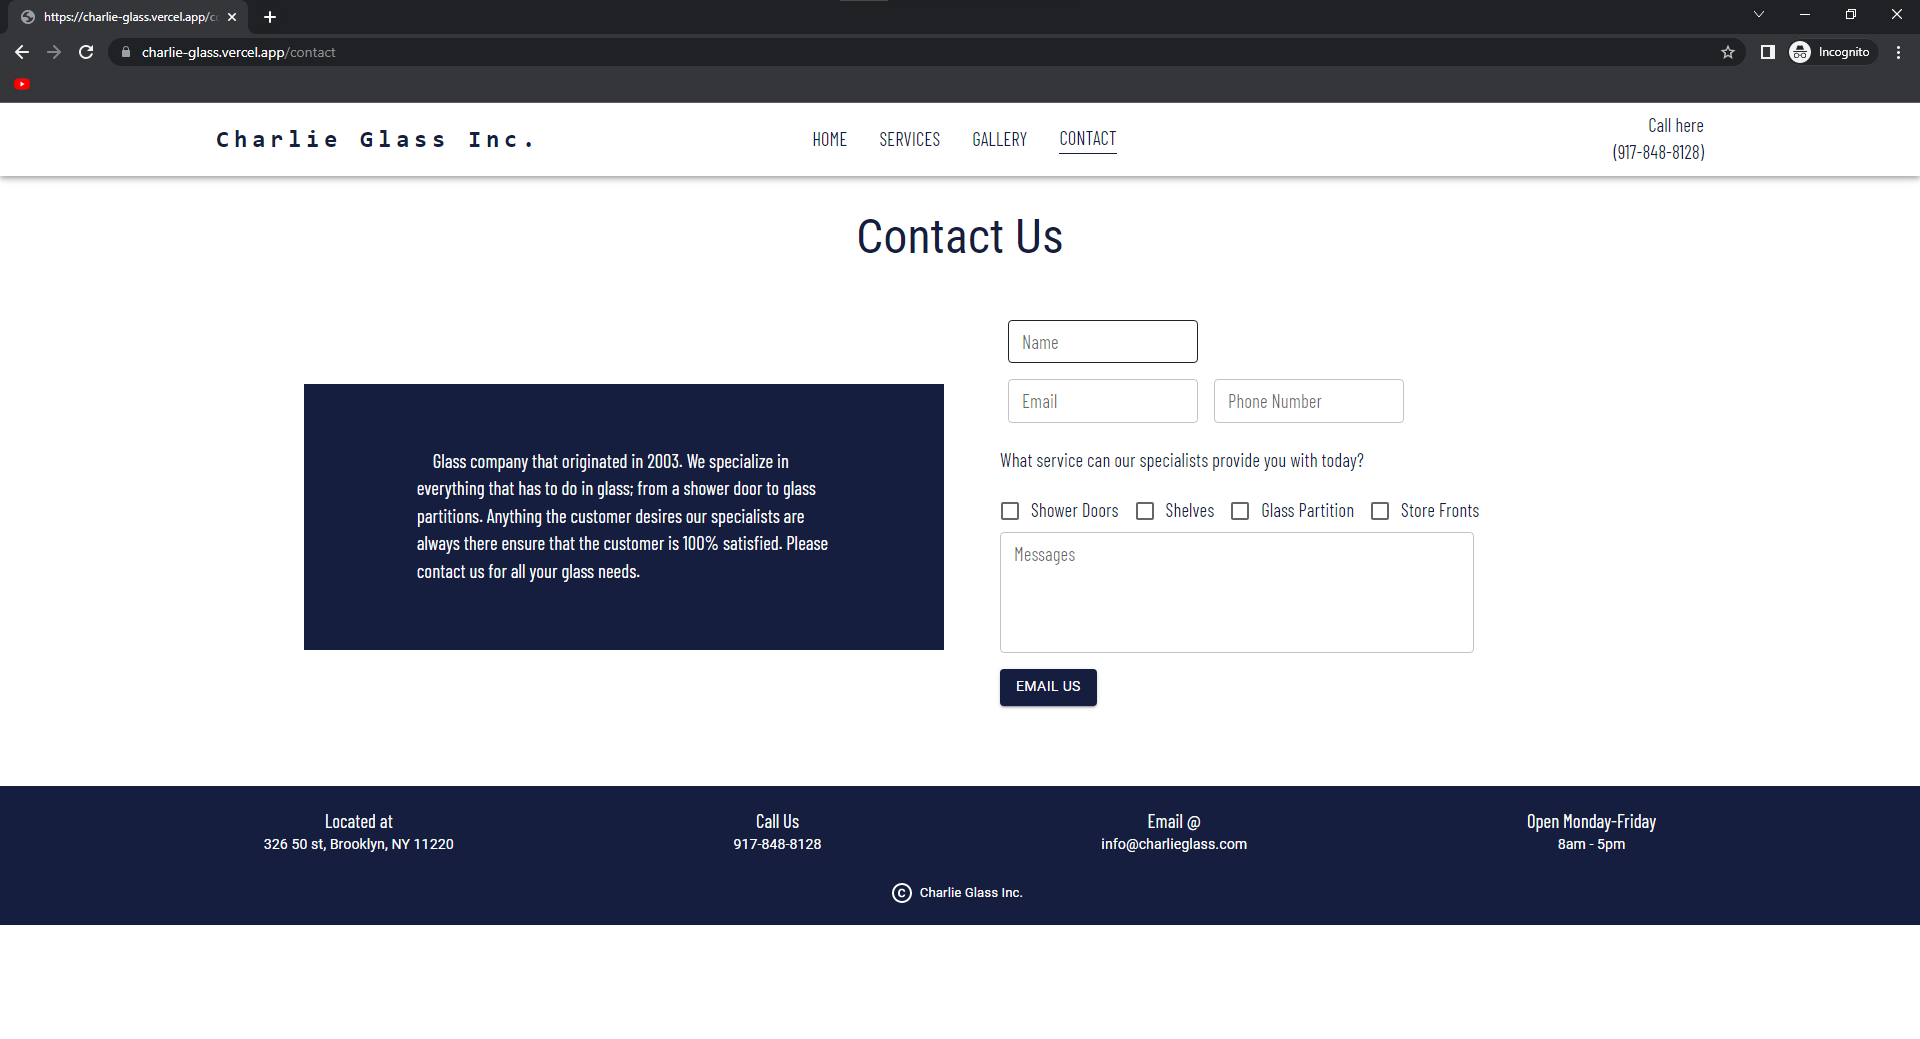 https://charlie-glass.vercel.app/co
charlie-glass.vercel.app/contact
Incognito
Charlie Glass Inc.
HOME
SERVICES
GALLERY
CONTACT
Call here
(917-848-8128)
Contact Us
Name
Email
Phone Number
Glass company that originated in 2003. We specialize in
everything that has to do in glass; from a shower door to glass
partitions. Anything the customer desires our specialists are
always there ensure that the customer is 100% satisfied. Please
contact us for all your glass needs.
What service can our specialists provide you with today?
Shower Doors
Shelves
Glass Partition
Store Fronts
Messages
EMAIL US
Located at
326 50 st, Brooklyn, NY 11220
Call Us
917-848-8128
Email @
info@charlieglass.com
Open Monday-Friday
8am - 5pm
© Charlie Glass Inc.